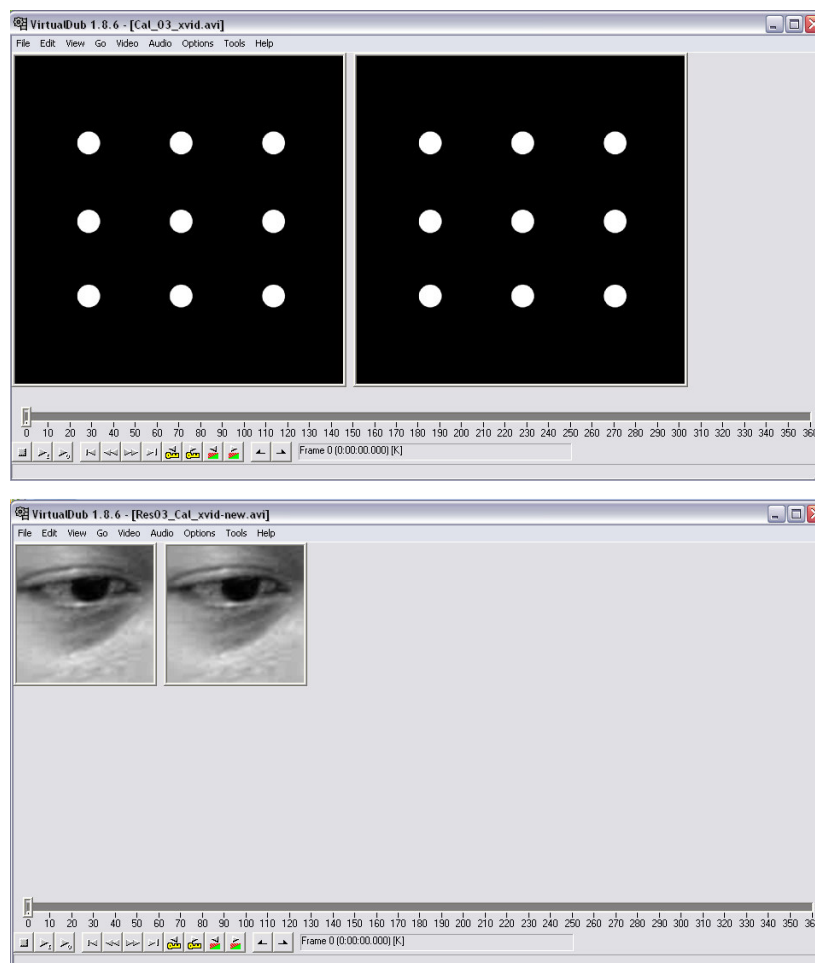 VirtualDub 1.8.6 - [Cal_03_xvid.avi]
File Edit View Go Video Audio Options Tools Help
0 10 20 30 40 50 60 70 80 90 100 110 120 130 140 150 160 170 180 190 200 210 220 230 240 250 260 270 280 290 300 310 320 330 340 350 36
Frame 0 (0:00:00.000) [K]
VirtualDub 1.8.6 - [Res03_Cal_xvid-new.avi]
File Edit View Go Video Audio Options Tools Help
0 10 20 30 40 50 60 70 80 90 100 110 120 130 140 150 160 170 180 190 200 210 220 230 240 250 260 270 280 290 300 310 320 330 340 350 36
Frame 0 (0:00:00.000) [K]